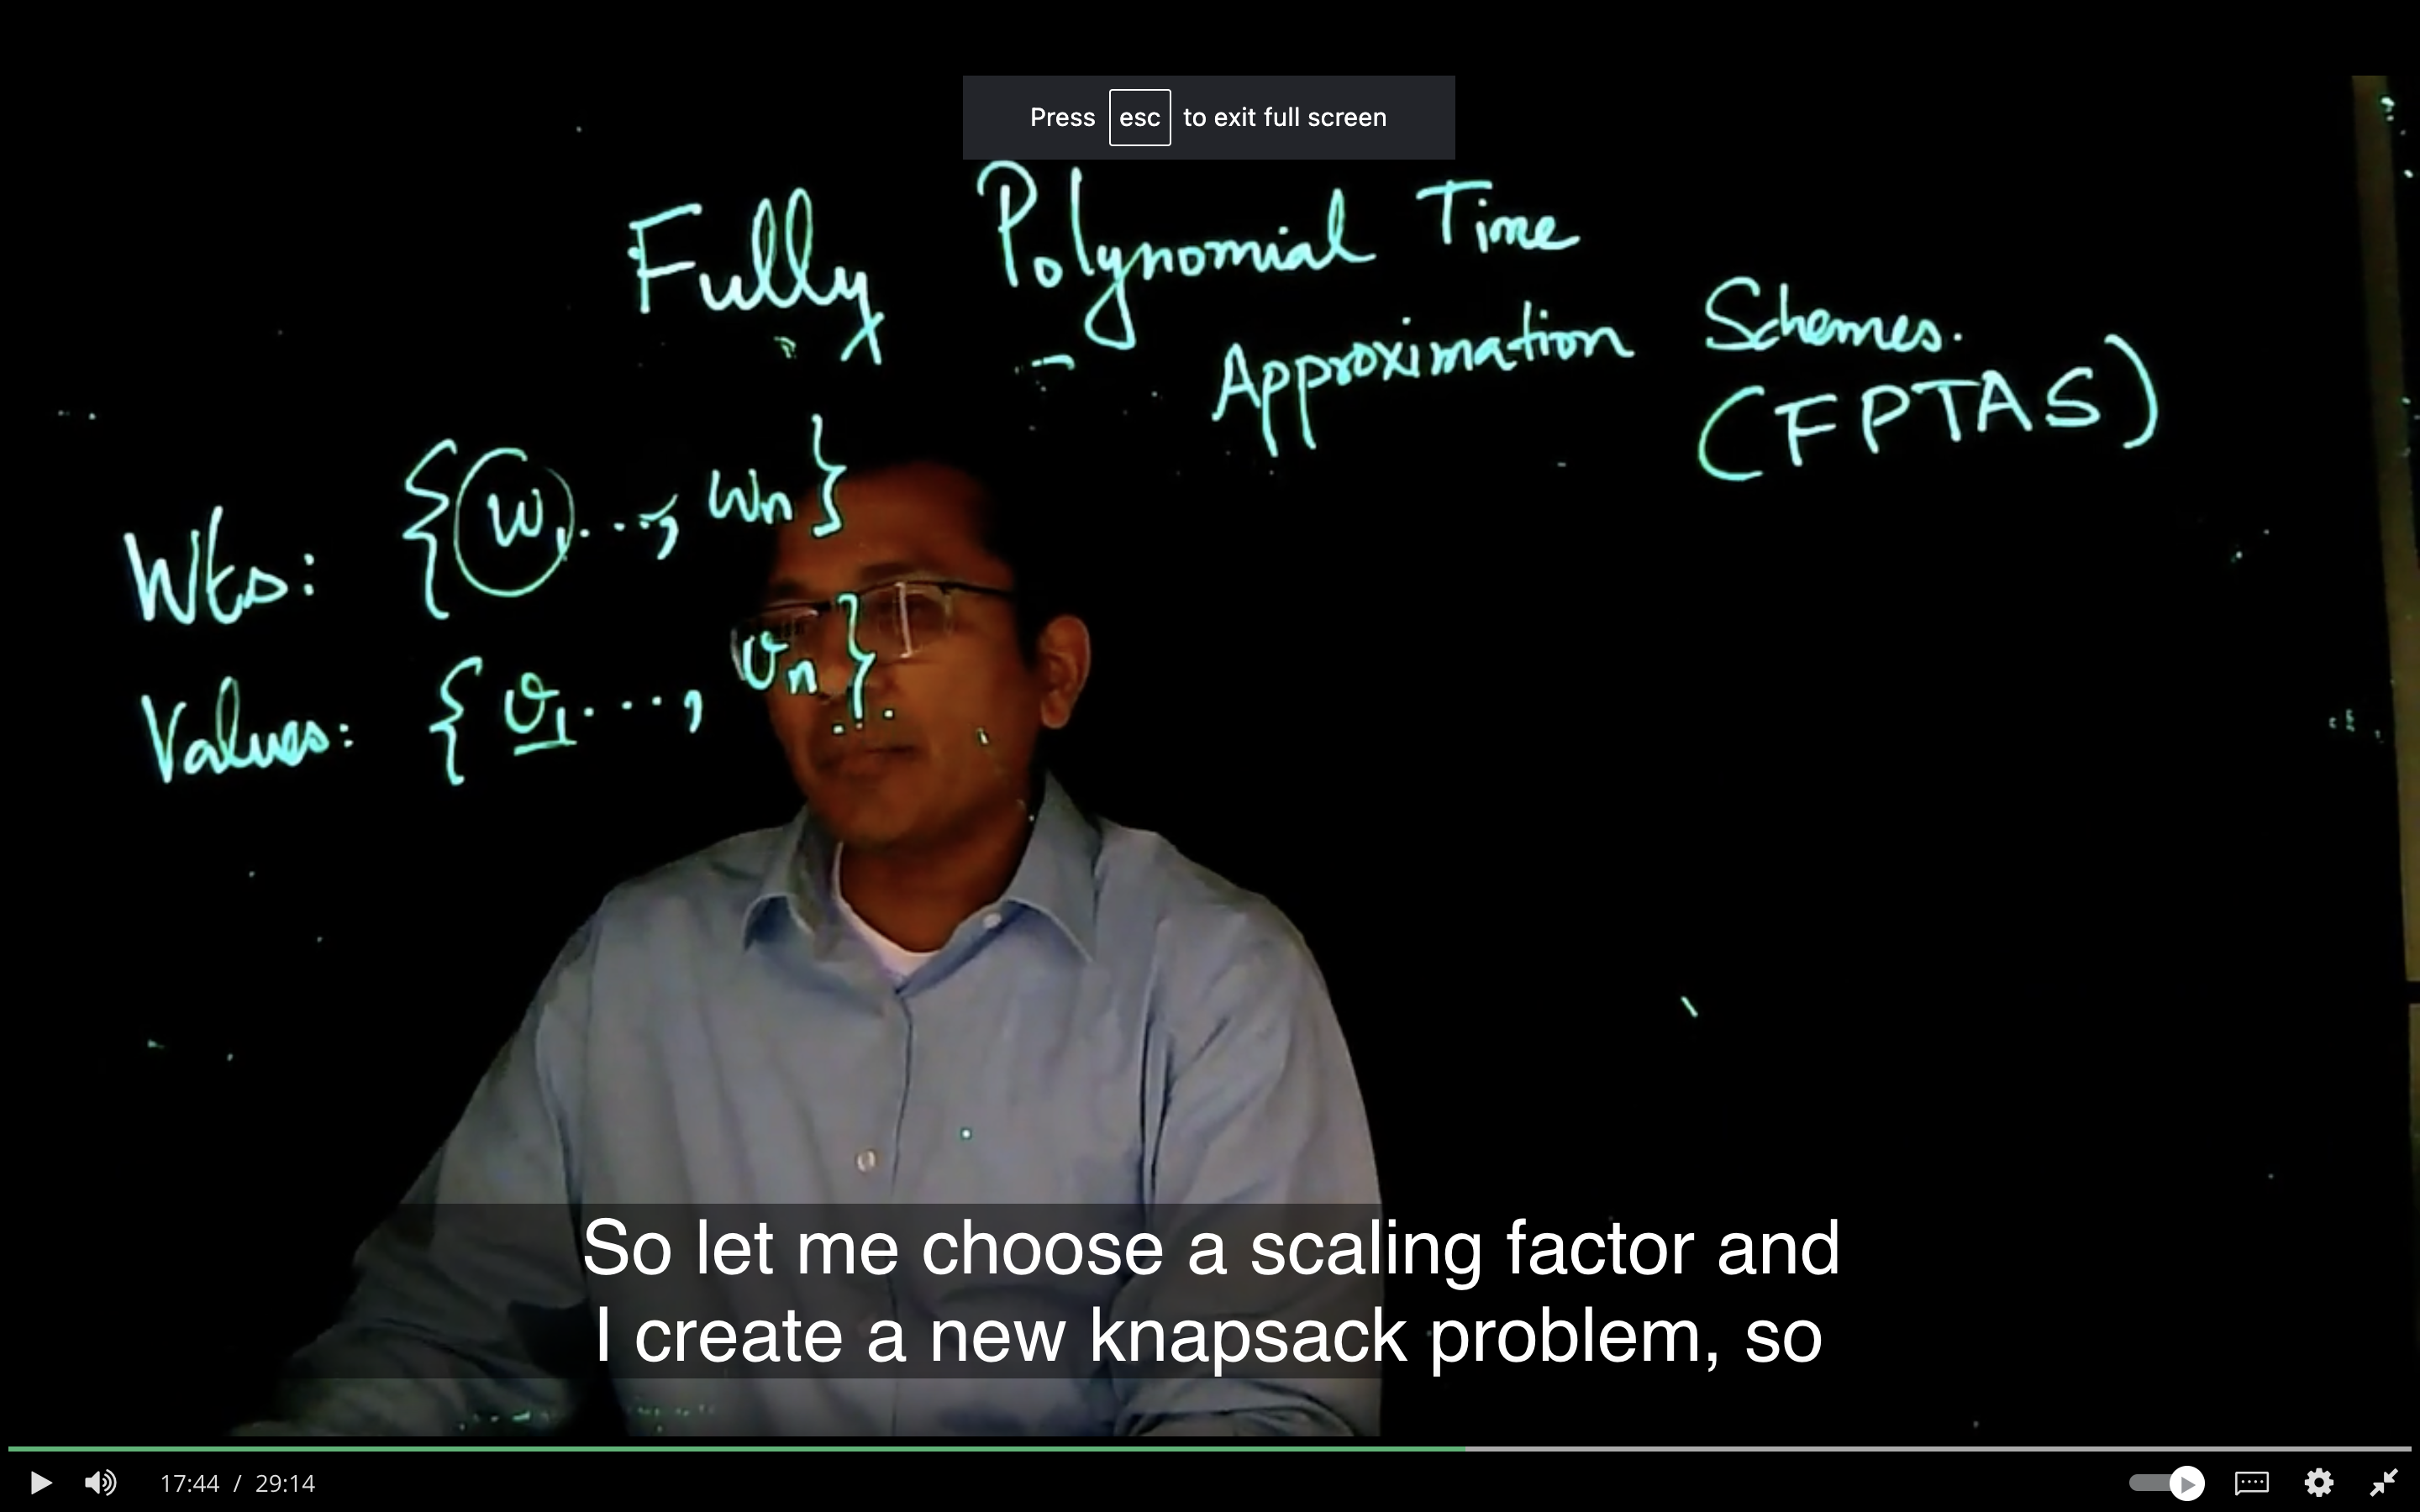 Press esc to exit full screen
Fully Polynomial Time
Approximation Schemes.
(FPTAS)
Wts: {w1..., wn}
Values: {v1..., vn}
So let me choose a scaling factor and
I create a new knapsack problem, so
17:44 / 29:14